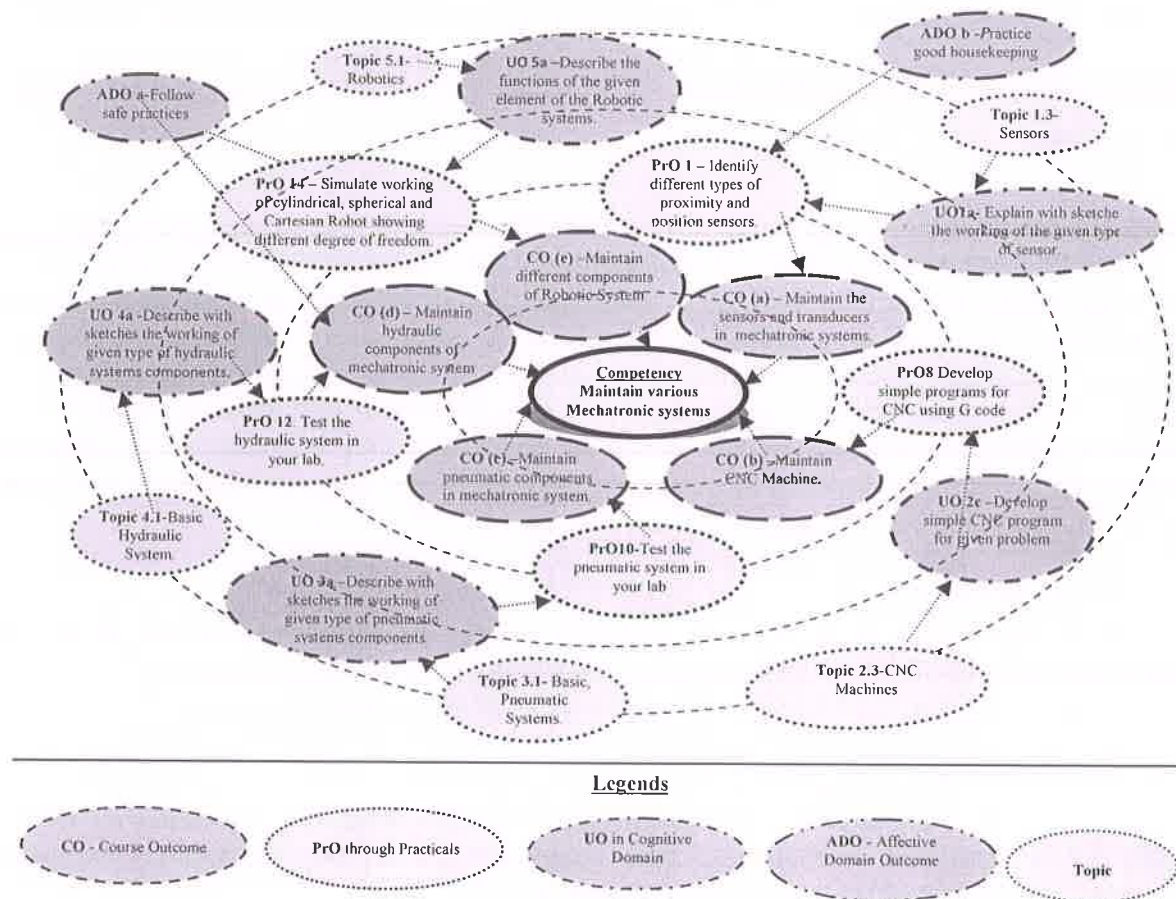 ADO b -Practice
good housekeeping
Topic 5.1-
Robotics
UO 5a –Describe the
functions of the given
element of the Robotic
systems.
ADO a-Follow
safe practices
Topic 1.3-
Sensors
PrO 1 – Identify
different types of
proximity and
position sensors.
PrO 14 – Simulate working
of cylindrical, spherical and
Cartesian Robot showing
different degree of freedom.
UO1a- Explain with sketche
the working of the given type
of sensor.
CO (e) –Maintain
different components
of Robotic System
CO (a) – Maintain the
sensors and transducers
in mechatronic systems.
UO 4a -Describe with
sketches the working of
given type of hydraulic
systems components.
CO (d) – Maintain
hydraulic
components of
mechatronic system
Competency
Maintain various
Mechatronic systems
PrO8 Develop
simple programs for
CNC using G code
PrO 12. Test the
hydraulic system in
your lab.
CO (c) – Maintain
pneumatic components
in mechatronic system.
CO (b) – Maintain
CNC Machine.
UO 2c –Develop
simple CNC program
for given problem
Topic 4.1-Basic
Hydraulic
System
PrO10-Test the
pneumatic system in
your lab
UO 3a –Describe with
sketches the working of
given type of pneumatic
systems components
Topic 3.1- Basic,
Pneumatic
Systems.
Topic 2.3-CNC
Machines
Legends
CO - Course Outcome
PrO through Practicals
UO in Cognitive
Domain
ADO - Affective
Domain Outcome
Topic